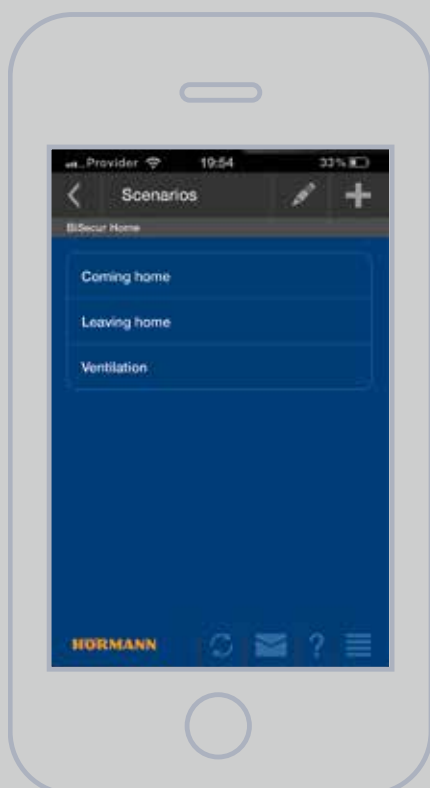 Provider 19:54 33%
Scenarios
BiSecur Home
Coming home
Leaving home
Ventilation
HÖRMANN ?